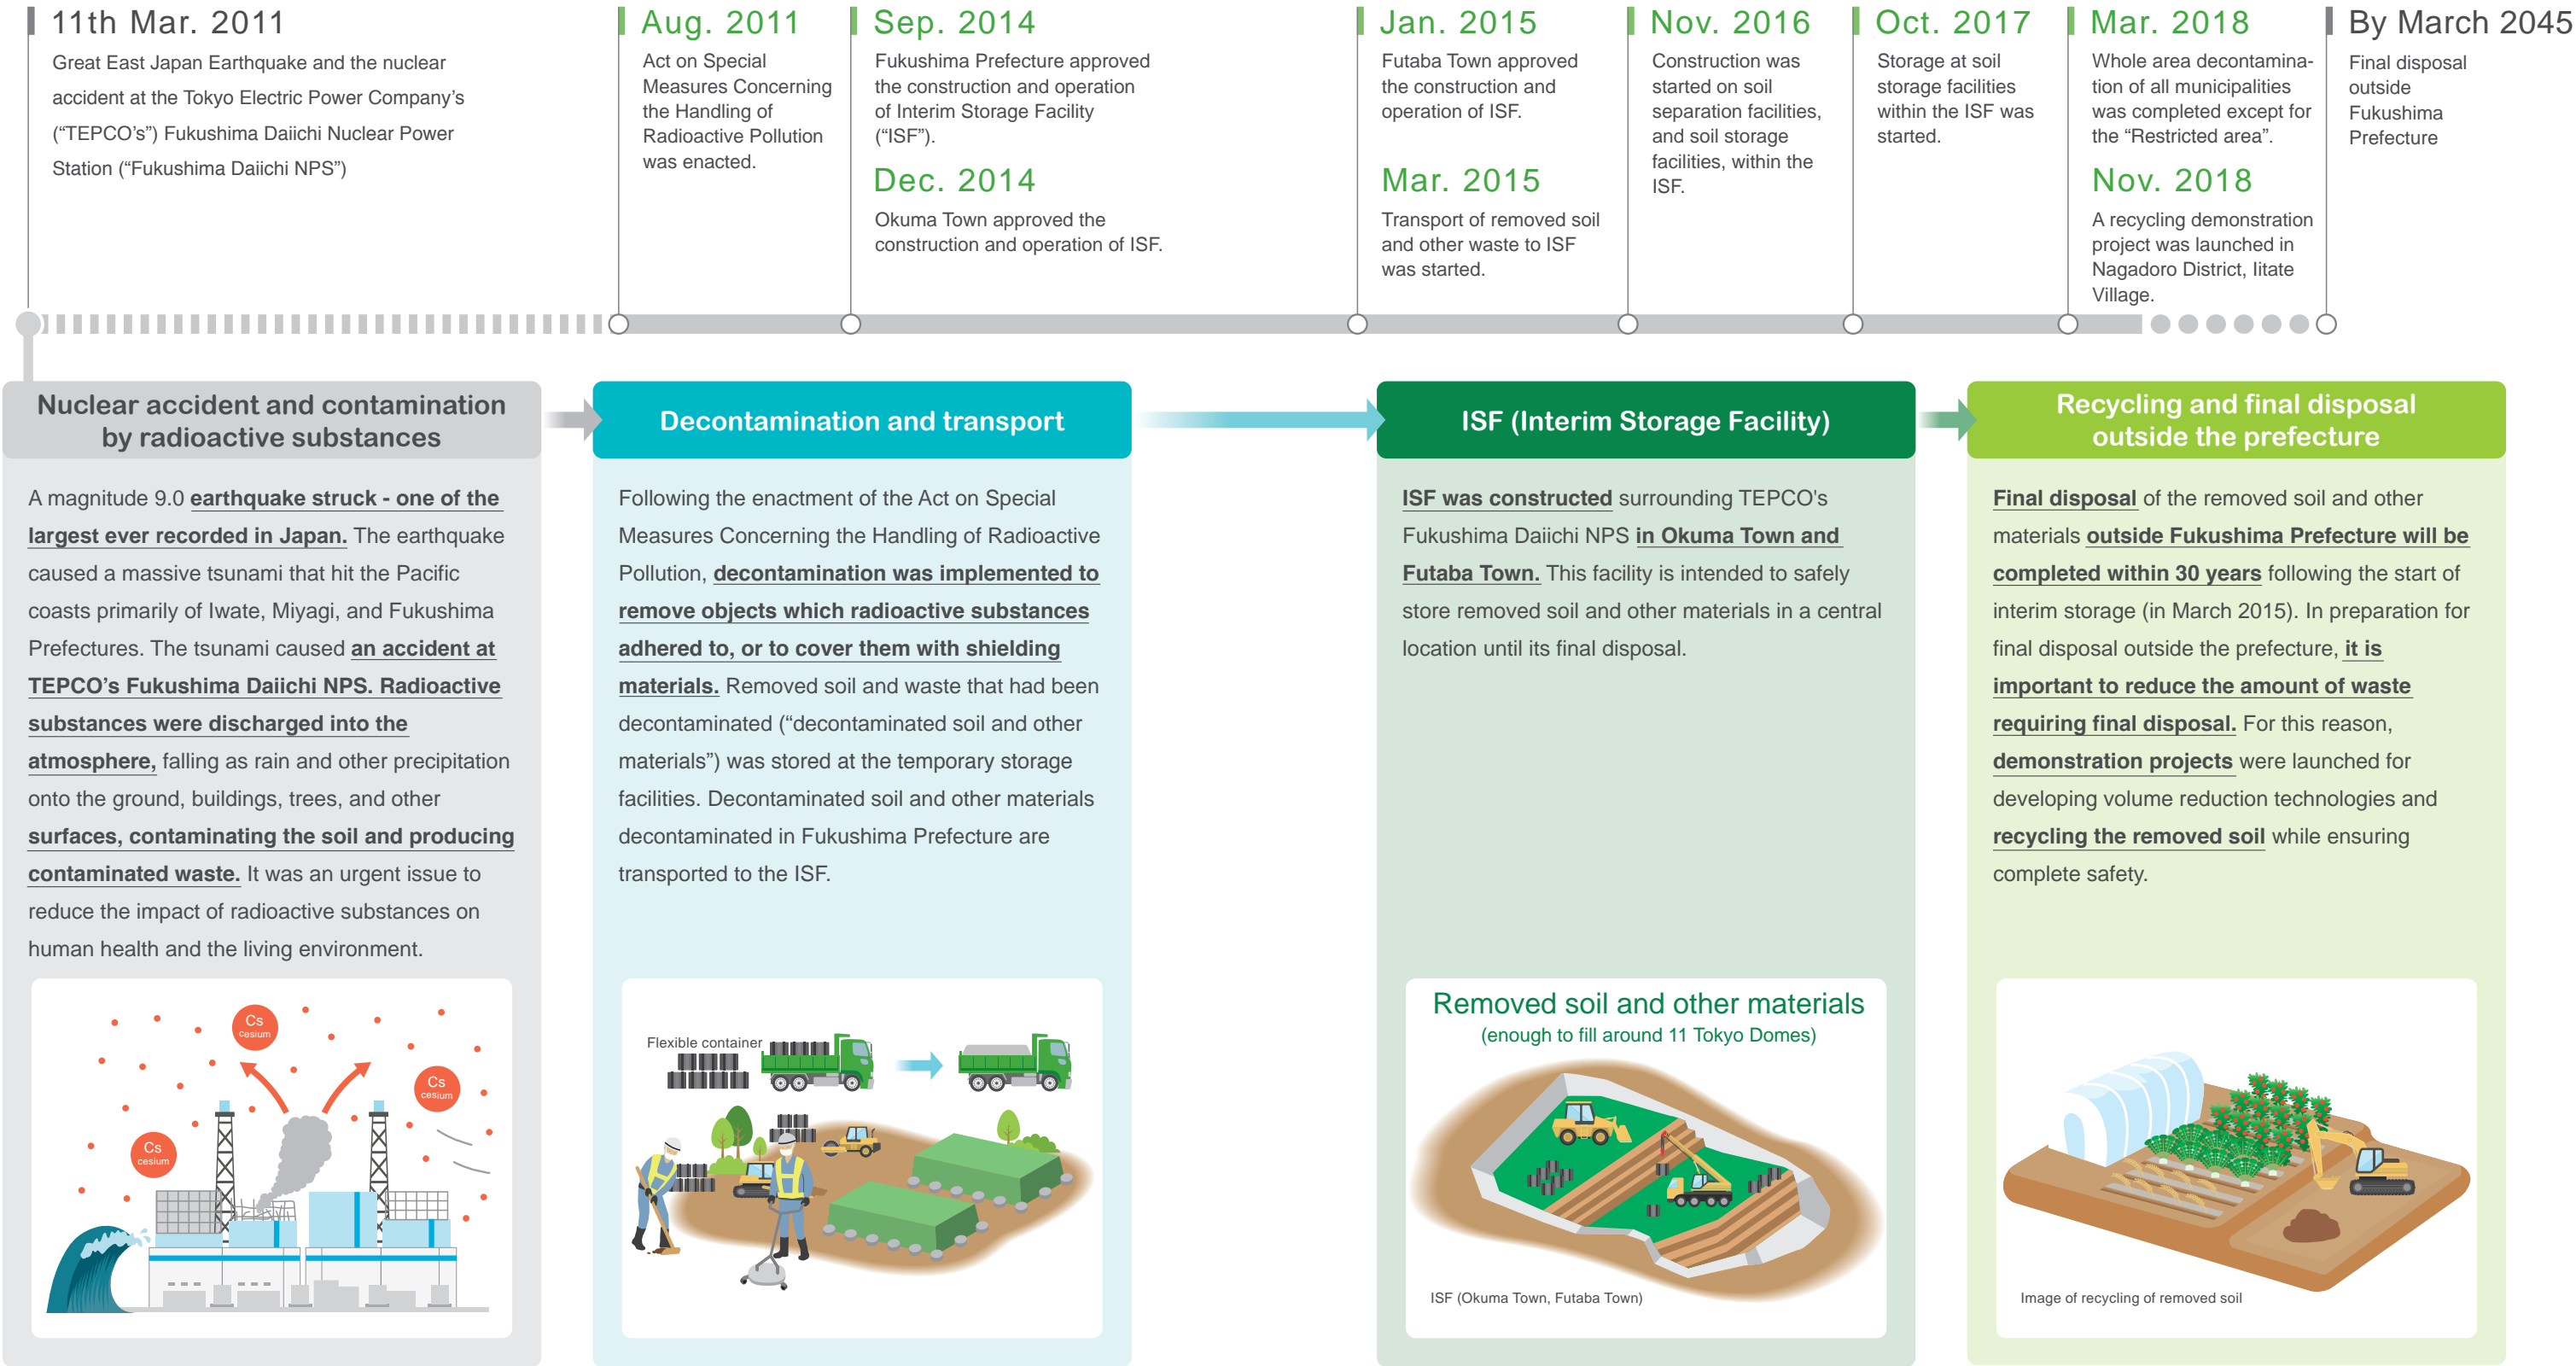 11th Mar. 2011
Great East Japan Earthquake and the nuclear
accident at the Tokyo Electric Power Company's
(“TEPCO's”) Fukushima Daiichi Nuclear Power
Station (“Fukushima Daiichi NPS”)
Aug. 2011
Act on Special
Measures Concerning
the Handling of
Radioactive Pollution
was enacted.
Sep. 2014
Fukushima Prefecture approved
the construction and operation
of Interim Storage Facility
(“ISF”).
Dec. 2014
Okuma Town approved the
construction and operation of ISF.
Jan. 2015
Futaba Town approved
the construction and
operation of ISF.
Mar. 2015
Transport of removed soil
and other waste to ISF
was started.
Nov. 2016
Construction was
started on soil
separation facilities,
and soil storage
facilities, within the
ISF.
Oct. 2017
Storage at soil
storage facilities
within the ISF was
started.
Mar. 2018
Whole area decontamina-
tion of all municipalities
was completed except for
the “Restricted area”.
Nov. 2018
A recycling demonstration
project was launched in
Nagadoro District, Iitate
Village.
By March 2045
Final disposal
outside
Fukushima
Prefecture
Nuclear accident and contamination
by radioactive substances
A magnitude 9.0 earthquake struck - one of the
largest ever recorded in Japan. The earthquake
caused a massive tsunami that hit the Pacific
coasts primarily of Iwate, Miyagi, and Fukushima
Prefectures. The tsunami caused an accident at
TEPCO's Fukushima Daiichi NPS. Radioactive
substances were discharged into the
atmosphere, falling as rain and other precipitation
onto the ground, buildings, trees, and other
surfaces, contaminating the soil and producing
contaminated waste. It was an urgent issue to
reduce the impact of radioactive substances on
human health and the living environment.
Cs
cesium
Cs
cesium
Cs
cesium
Decontamination and transport
Following the enactment of the Act on Special
Measures Concerning the Handling of Radioactive
Pollution, decontamination was implemented to
remove objects which radioactive substances
adhered to, or to cover them with shielding
materials. Removed soil and waste that had been
decontaminated (“decontaminated soil and other
materials”) was stored at the temporary storage
facilities. Decontaminated soil and other materials
decontaminated in Fukushima Prefecture are
transported to the ISF.
Flexible container
ISF (Interim Storage Facility)
ISF was constructed surrounding TEPCO's
Fukushima Daiichi NPS in Okuma Town and
Futaba Town. This facility is intended to safely
store removed soil and other materials in a central
location until its final disposal.
Removed soil and other materials
(enough to fill around 11 Tokyo Domes)
ISF (Okuma Town, Futaba Town)
Recycling and final disposal
outside the prefecture
Final disposal of the removed soil and other
materials outside Fukushima Prefecture will be
completed within 30 years following the start of
interim storage (in March 2015). In preparation for
final disposal outside the prefecture, it is
important to reduce the amount of waste
requiring final disposal. For this reason,
demonstration projects were launched for
developing volume reduction technologies and
recycling the removed soil while ensuring
complete safety.
Image of recycling of removed soil